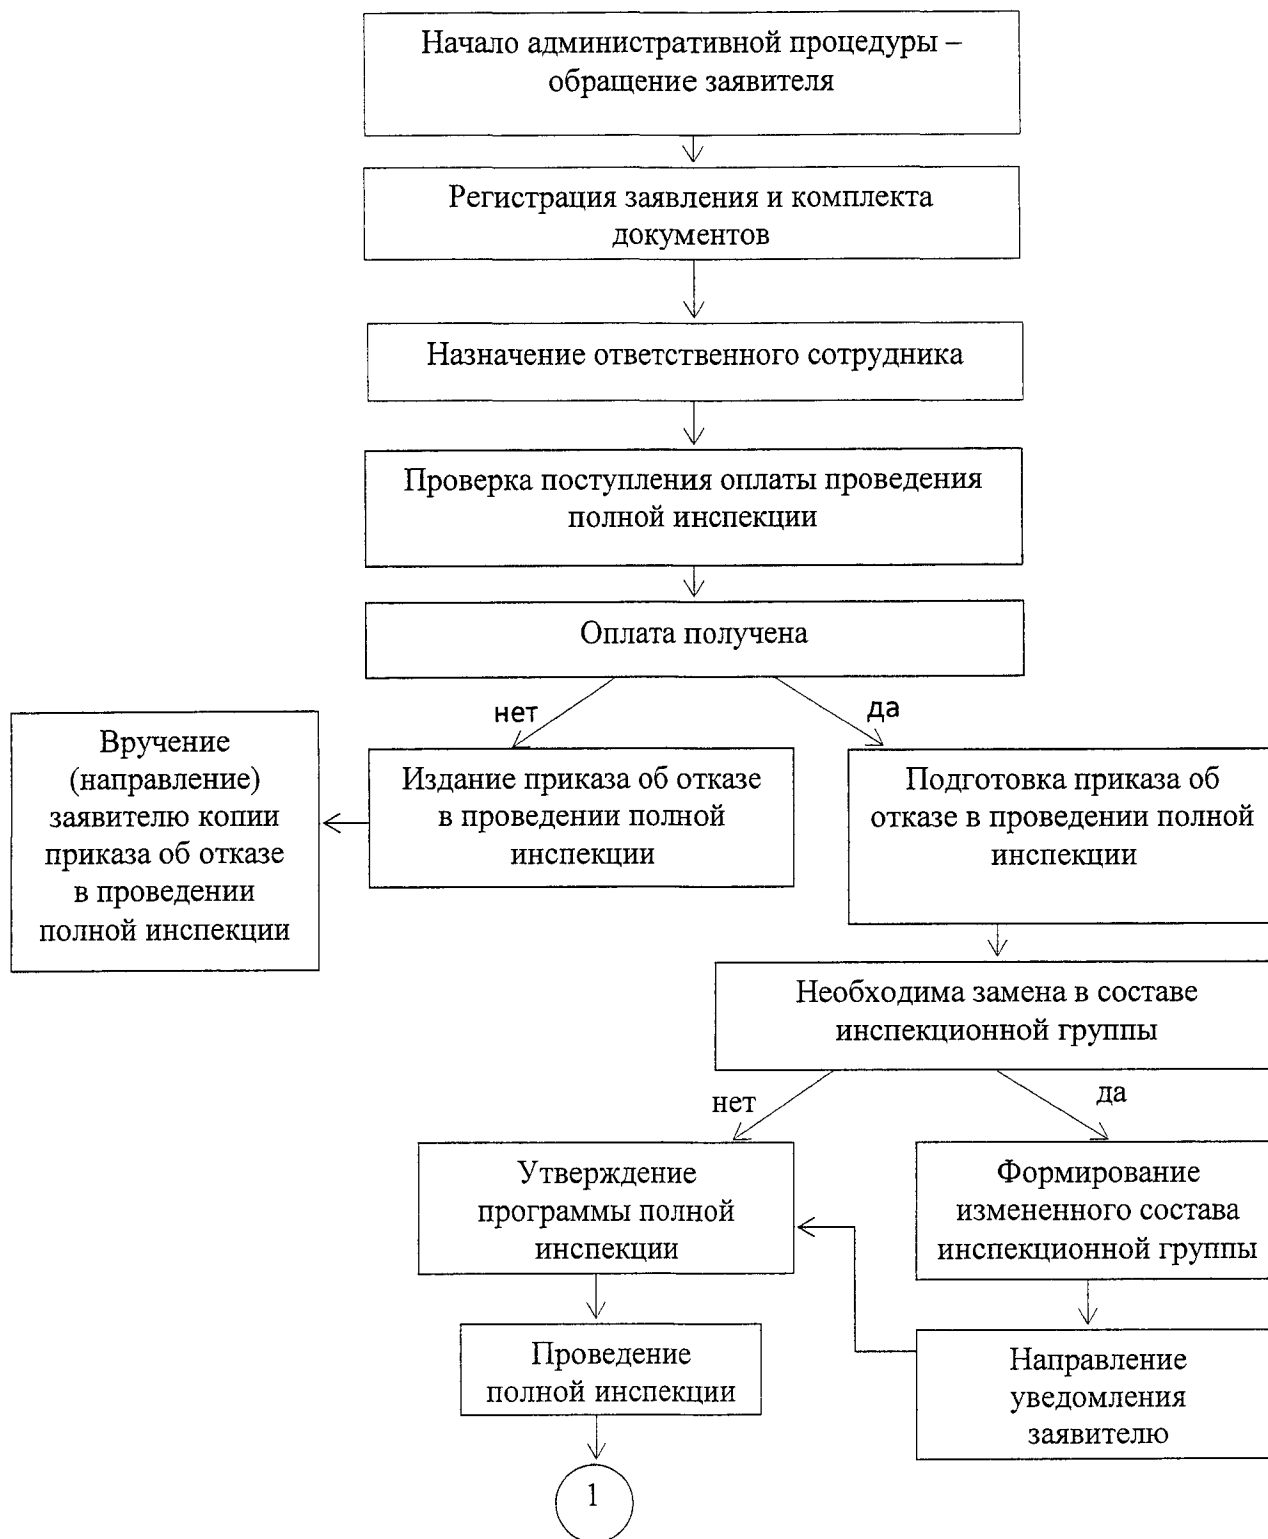 Начало административной процедуры –
обращение заявителя
Регистрация заявления и комплекта
документов
Назначение ответственного сотрудника
Проверка поступления оплаты проведения
полной инспекции
Оплата получена
нет
да
Вручение
(направление)
заявителю копии
приказа об отказе
в проведении
полной инспекции
Издание приказа об отказе
в проведении полной
инспекции
Подготовка приказа об
отказе в проведении полной
инспекции
Необходима замена в составе
инспекционной группы
нет
да
Утверждение
программы полной
инспекции
Формирование
измененного состава
инспекционной группы
Проведение
полной инспекции
Направление
уведомления
заявителю
1